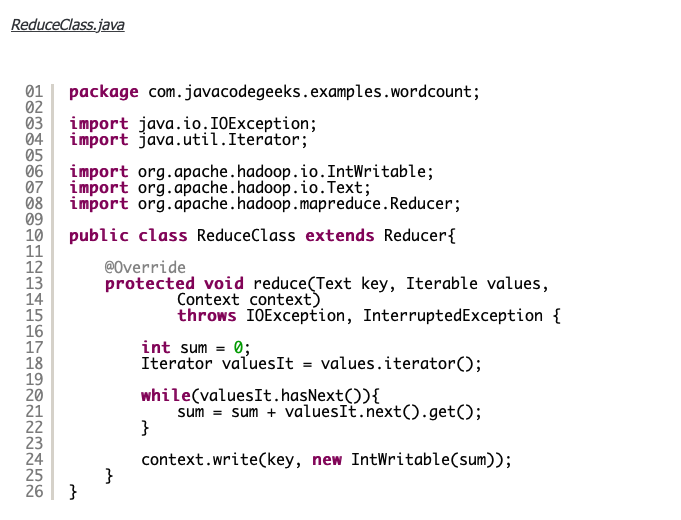 ReduceClass.java
01 package com.javacodegeeks.examples.wordcount;
02
03 import java.io.IOException;
04 import java.util.Iterator;
05
06 import org.apache.hadoop.io.IntWritable;
07 import org.apache.hadoop.io.Text;
08 import org.apache.hadoop.mapreduce.Reducer;
09
10 public class ReduceClass extends Reducer{
11
12     @Override
13     protected void reduce(Text key, Iterable values,
14             Context context)
15             throws IOException, InterruptedException {
16
17         int sum = 0;
18         Iterator valuesIt = values.iterator();
19
20         while(valuesIt.hasNext()){
21             sum = sum + valuesIt.next().get();
22         }
23
24         context.write(key, new IntWritable(sum));
25     }
26 }